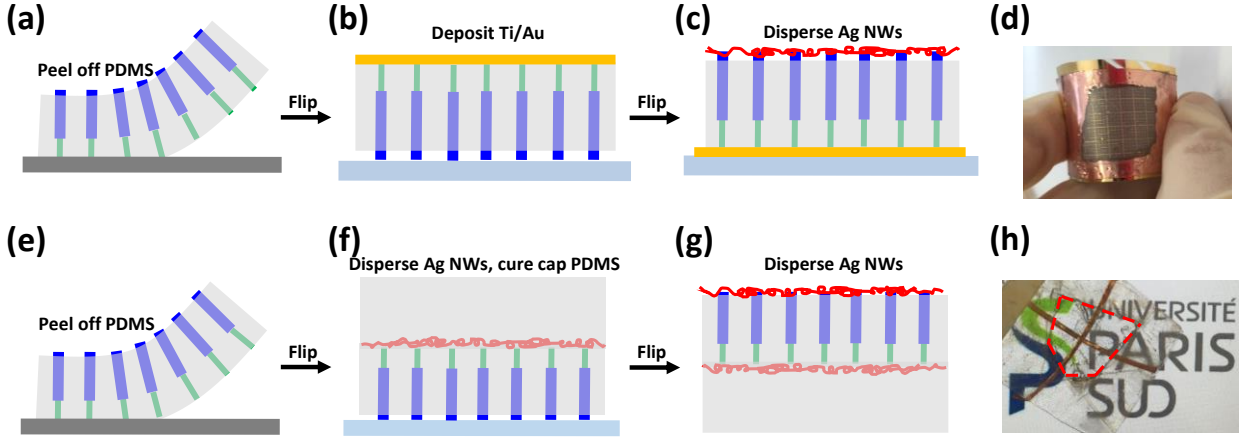 (a)
Peel off PDMS
Flip
(b)
Deposit Ti/Au
Flip
(c)
Disperse Ag NWs
(d)
(e)
Peel off PDMS
Flip
(f)
Disperse Ag NWs, cure cap PDMS
Flip
(g)
Disperse Ag NWs
(h)
UNIVERSITÉ
PARIS
SUD